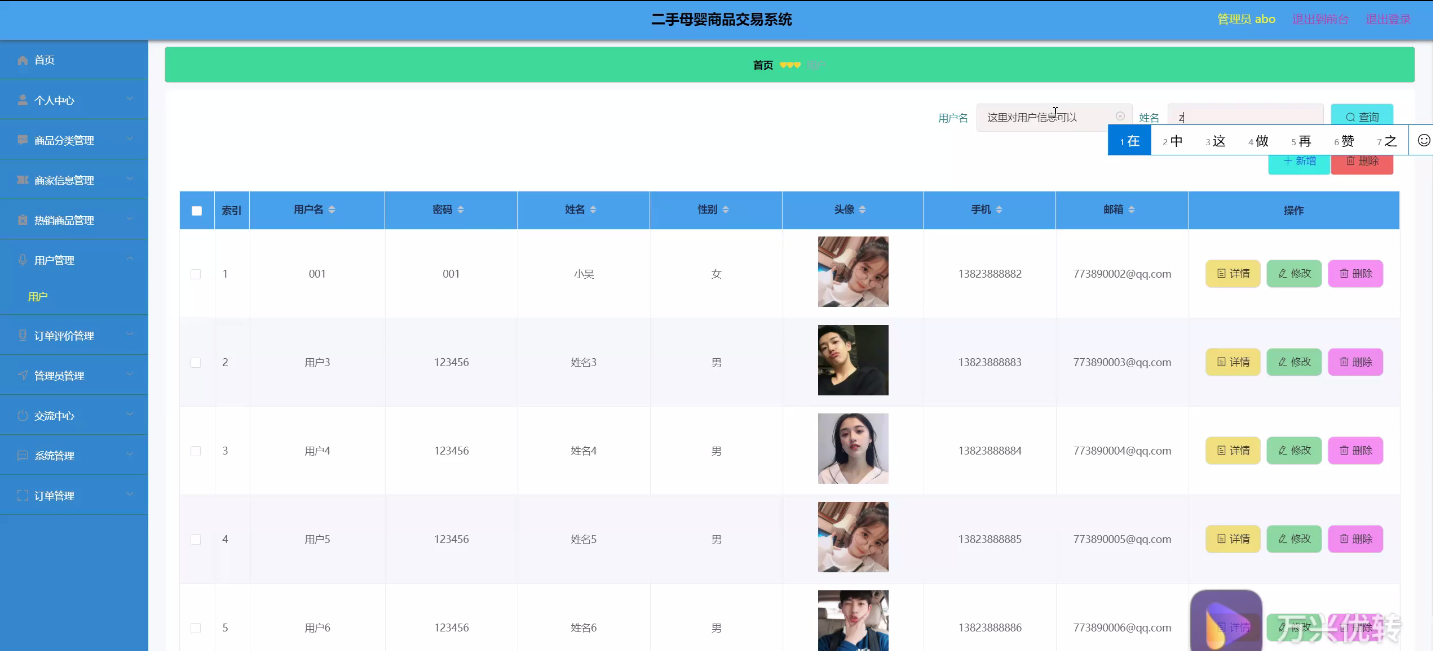 二手母婴商品交易系统
管理员 abo 退出到前台 退出登录
首页
个人中心
商品分类管理
商家信息管理
热销商品管理
用户管理
用户
订单评价管理
管理员管理
交流中心
系统管理
订单管理
首页
用户名 这里对用户信息可以 姓名 z 查询
1 在 2 中 3 这 4 做 5 再 6 赞 7 之
+ 新增 删除
索引 用户名 密码 姓名 性别 头像 手机 邮箱 操作
1 001 001 小吴 女 13823888882 773890002@qq.com 详情 修改 删除
2 用户3 123456 姓名3 男 13823888883 773890003@qq.com 详情 修改 删除
3 用户4 123456 姓名4 男 13823888884 773890004@qq.com 详情 修改 删除
4 用户5 123456 姓名5 男 13823888885 773890005@qq.com 详情 修改 删除
5 用户6 123456 姓名6 男 13823888886 773890006@qq.com 详情 修改 删除
万兴优转